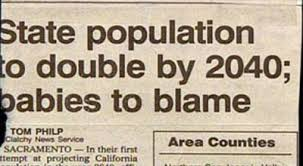 State population
to double by 2040;
babies to blame
TOM PHILP
Clatchy News Service
SACRAMENTO — In their first
attempt at projecting California
Area Counties